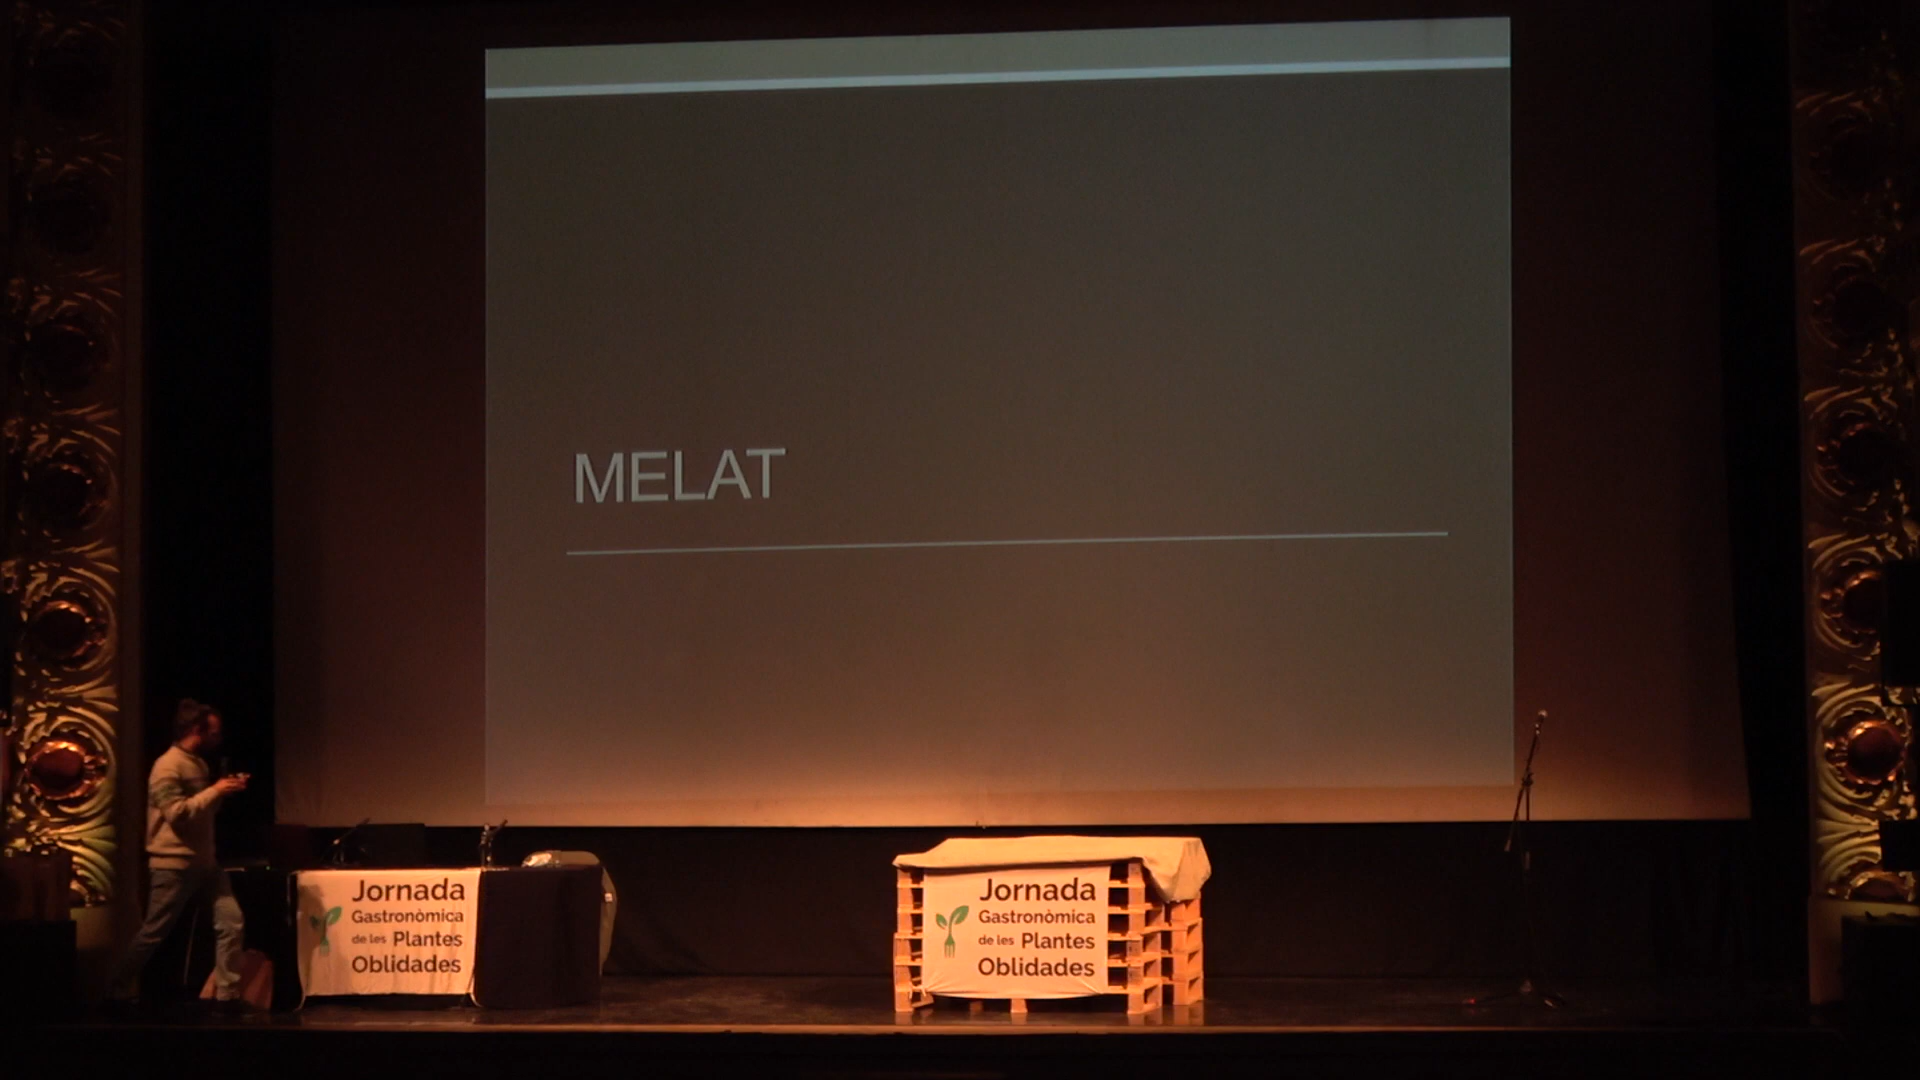 MELAT
Jornada
Gastronòmica
de les Plantes
Oblidades
Jornada
Gastronòmica
de les Plantes
Oblidades